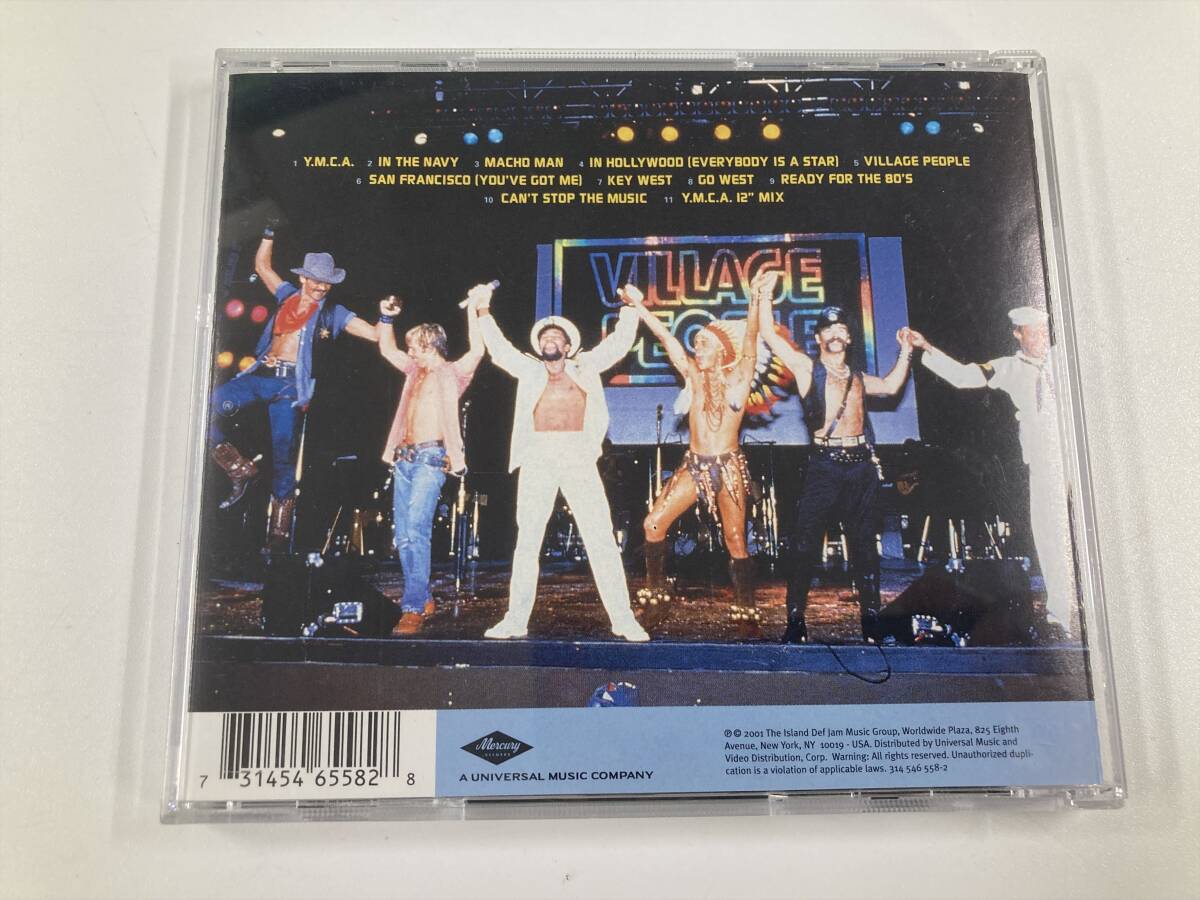 1 Y.M.C.A. 2 IN THE NAVY 3 MACHO MAN 4 IN HOLLYWOOD (EVERYBODY IS A STAR) 5 VILLAGE PEOPLE
6 SAN FRANCISCO (YOU'VE GOT ME) 7 KEY WEST 8 GO WEST 9 READY FOR THE 80'S
10 CAN'T STOP THE MUSIC 11 Y.M.C.A. 12" MIX
VILLAGE
PEOPLE
Mercury
RECORDS
A UNIVERSAL MUSIC COMPANY
7 31454 65582 8
℗ © 2001 The Island Def Jam Music Group, Worldwide Plaza, 825 Eighth
Avenue, New York, NY 10019 - USA. Distributed by Universal Music and
Video Distribution, Corp. Warning: All rights reserved. Unauthorized dupli-
cation is a violation of applicable laws. 314 546 558-2